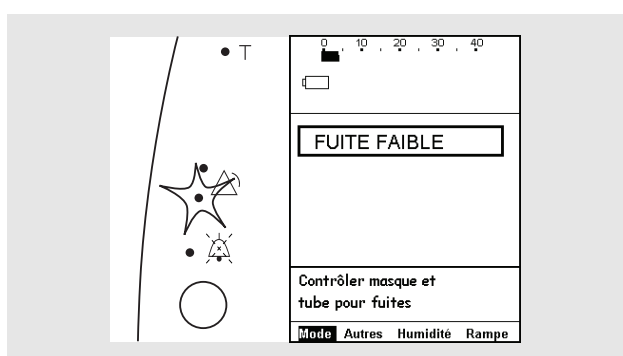 T
0 10 20 30 40
FUITE FAIBLE
Contrôler masque et
tube pour fuites
Mode Autres Humidité Rampe